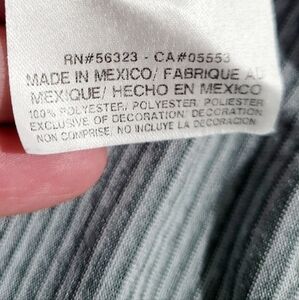 RN#56323 - CA#05553
MADE IN MEXICO/ FABRIQUE AU
MEXIQUE/ HECHO EN MEXICO
100% POLYESTER, POLYESTER, POLIESTER
EXCLUSIVE OF DECORATION, DECORATION
NON COMPRISE, NO INCLUYE LA DECORACION